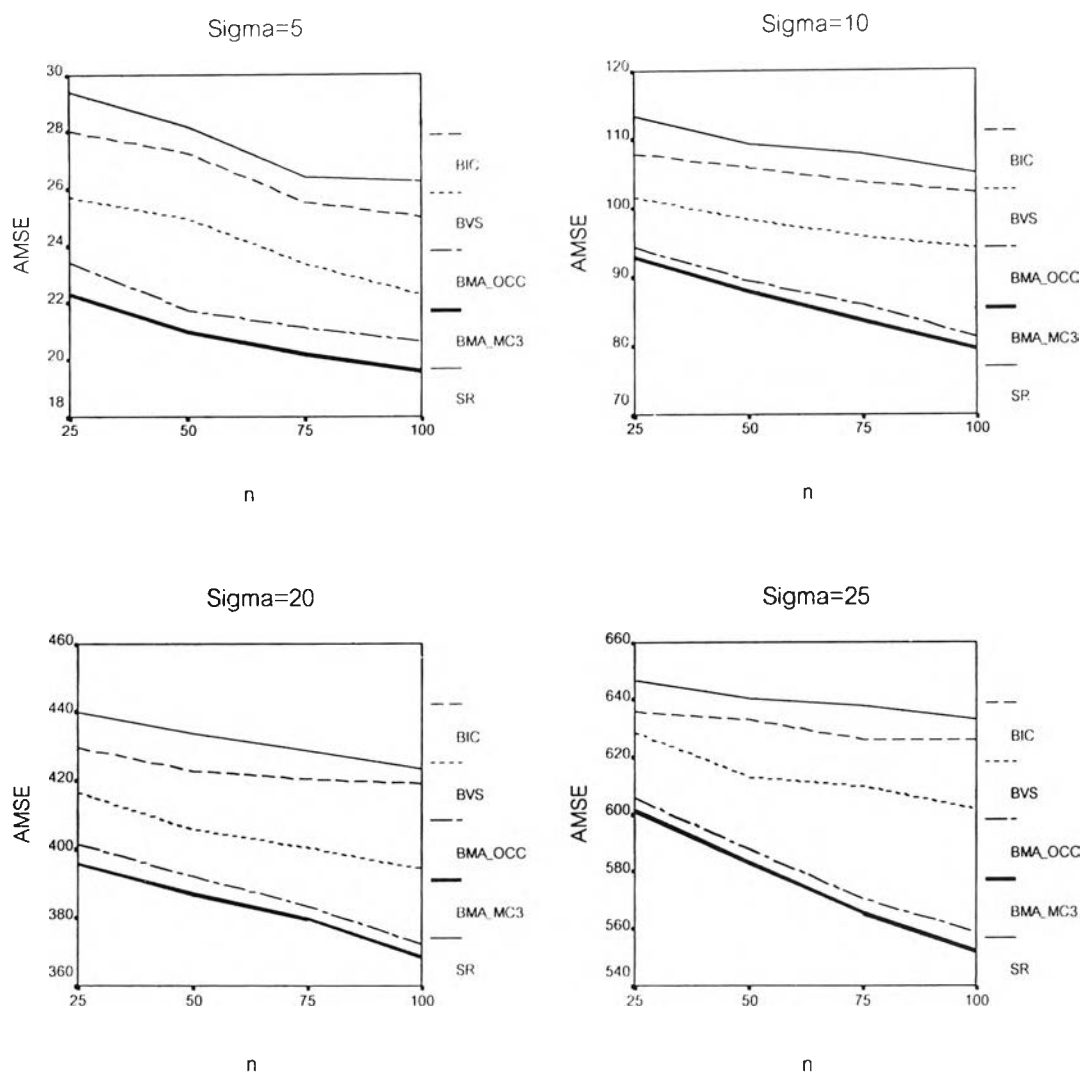 Sigma=5
AMSE
30
28
26
24
22
20
18
25 50 75 100
n
BIC
BVS
BMA_OCC
BMA_MC3
SR
Sigma=10
AMSE
120
110
100
90
80
70
25 50 75 100
n
BIC
BVS
BMA_OCC
BMA_MC3
SR
Sigma=20
AMSE
460
440
420
400
380
360
25 50 75 100
n
BIC
BVS
BMA_OCC
BMA_MC3
SR
Sigma=25
AMSE
660
640
620
600
580
560
540
25 50 75 100
n
BIC
BVS
BMA_OCC
BMA_MC3
SR